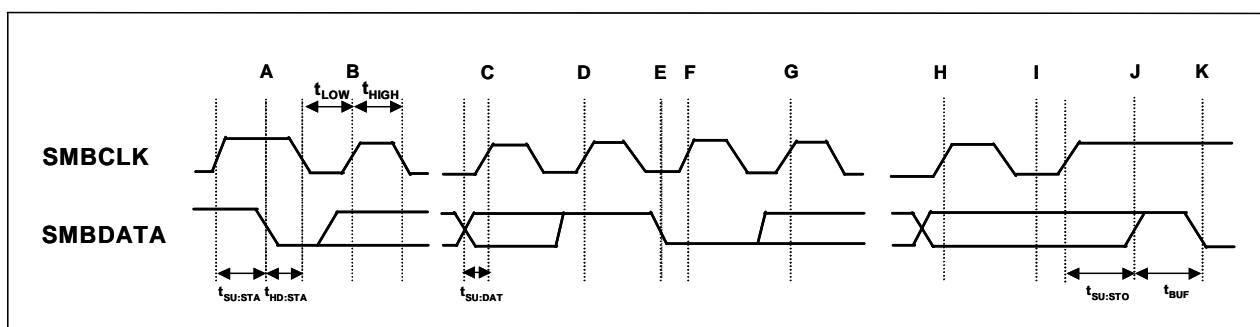 A B C D E F G H I J K
tLOW tHIGH
SMBCLK
SMBDATA
tSU:STA tHD:STA tSU:DAT tSU:STO tBUF